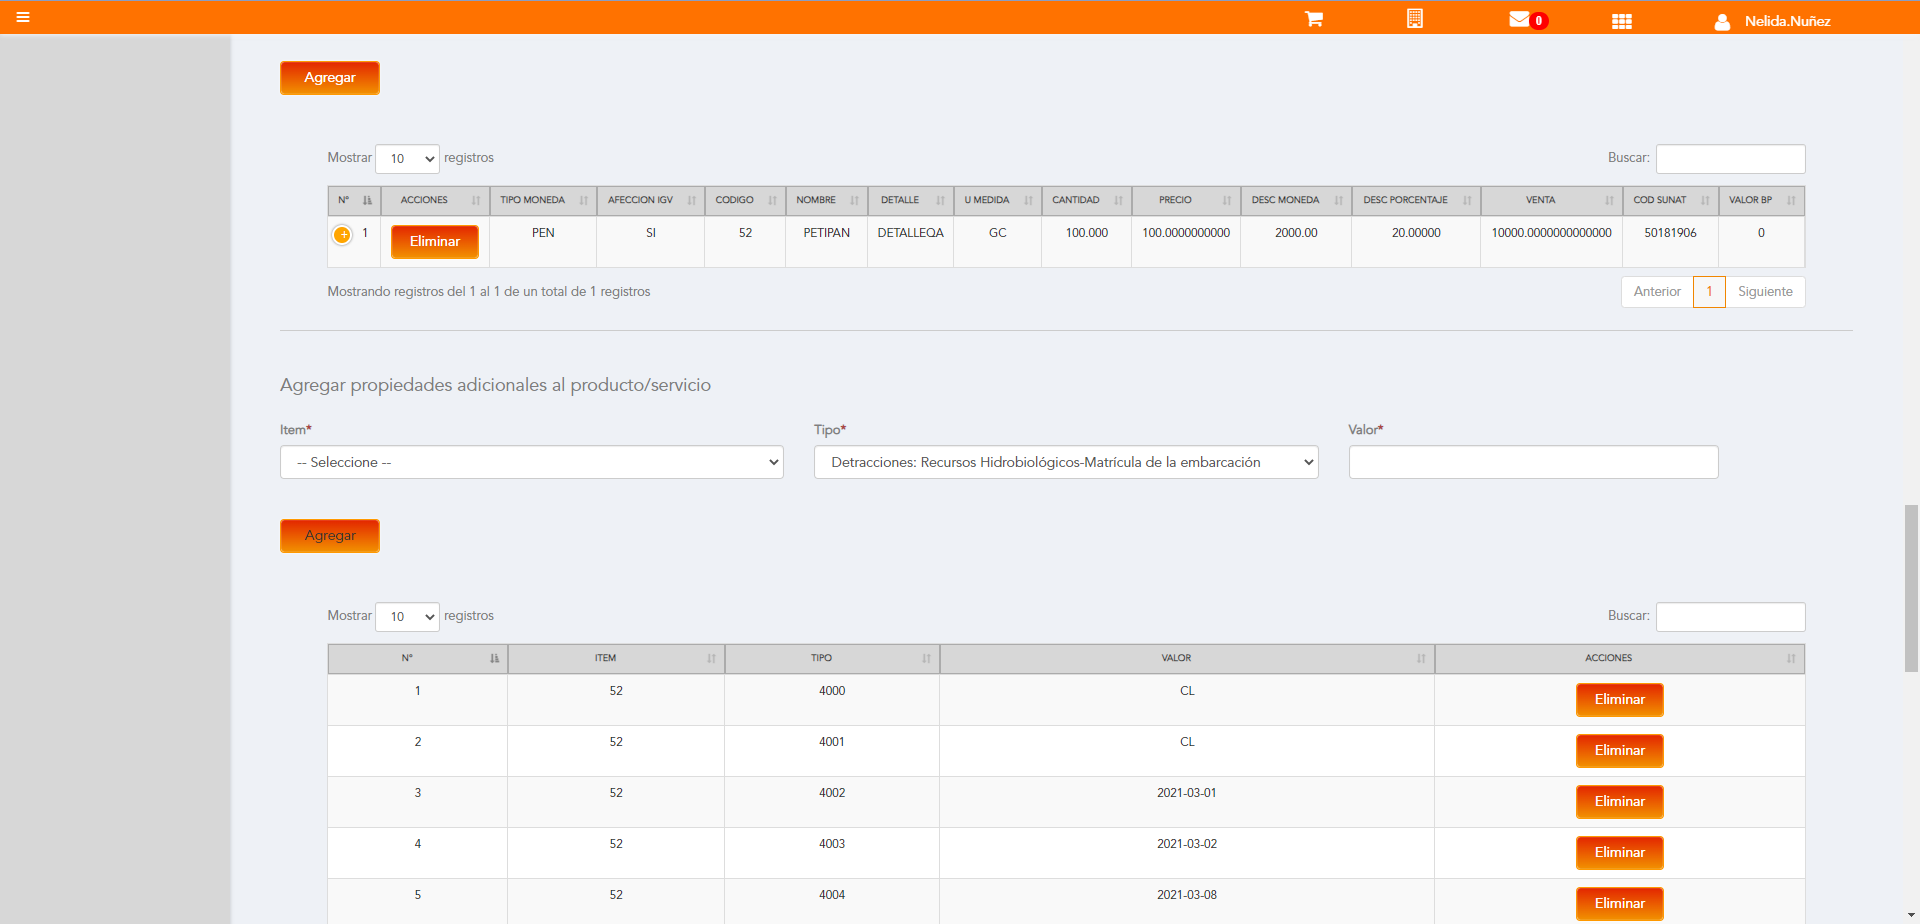 0 Nelida.Nuñez
Agregar
Mostrar 10 registros Buscar:
N° ACCIONES TIPO MONEDA AFECCION IGV CODIGO NOMBRE DETALLE U MEDIDA CANTIDAD PRECIO DESC MONEDA DESC PORCENTAJE VENTA COD SUNAT VALOR BP
1 Eliminar PEN SI 52 PETIPAN DETALLEQA GC 100.000 100.0000000000 2000.00 20.00000 10000.0000000000000 50181906 0
Mostrando registros del 1 al 1 de un total de 1 registros Anterior 1 Siguiente
Agregar propiedades adicionales al producto/servicio
Item* Tipo* Valor*
-- Seleccione -- Detracciones: Recursos Hidrobiológicos-Matrícula de la embarcación
Agregar
Mostrar 10 registros Buscar:
N° ITEM TIPO VALOR ACCIONES
1 52 4000 CL Eliminar
2 52 4001 CL Eliminar
3 52 4002 2021-03-01 Eliminar
4 52 4003 2021-03-02 Eliminar
5 52 4004 2021-03-08 Eliminar